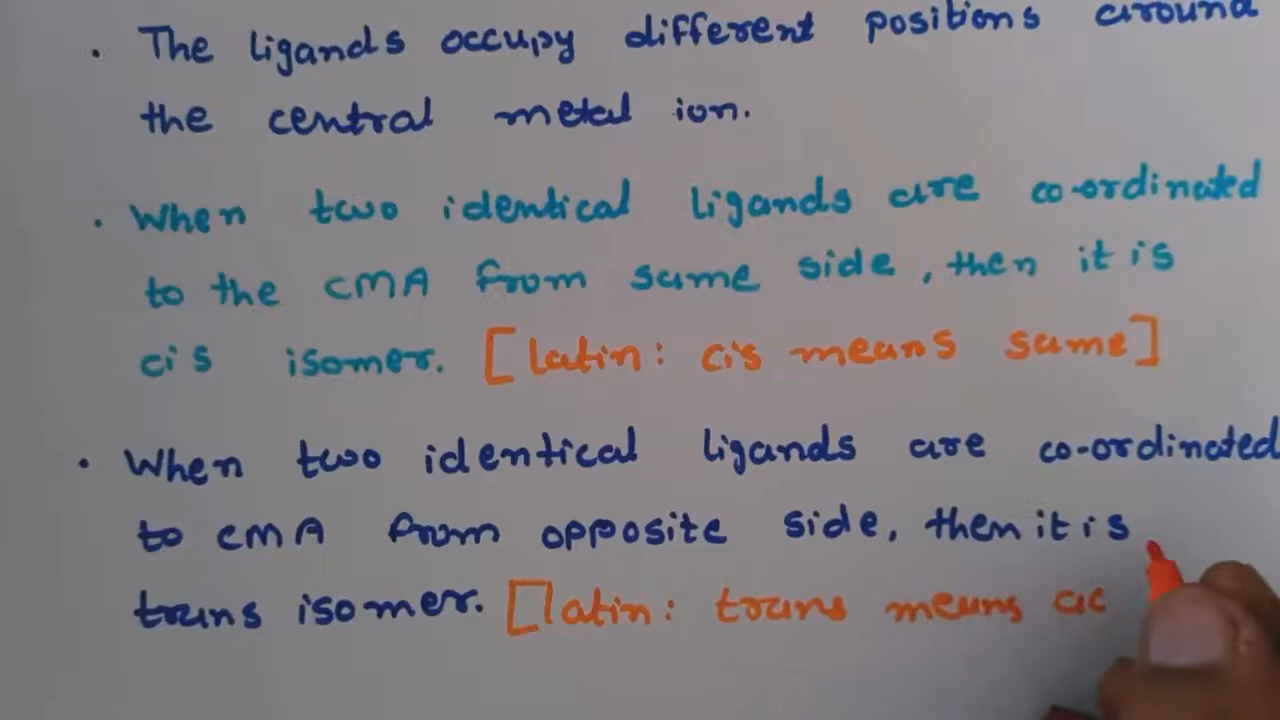 . The ligands occupy different positions around
the central metal ion.
. When two identical ligands are co-ordinated
to the CMA from same side, then it is
cis isomer. [latin: cis means same]
. When two identical ligands are co-ordinated
to CMA from opposite side, then it is
trans isomer. [latin: trans means ac